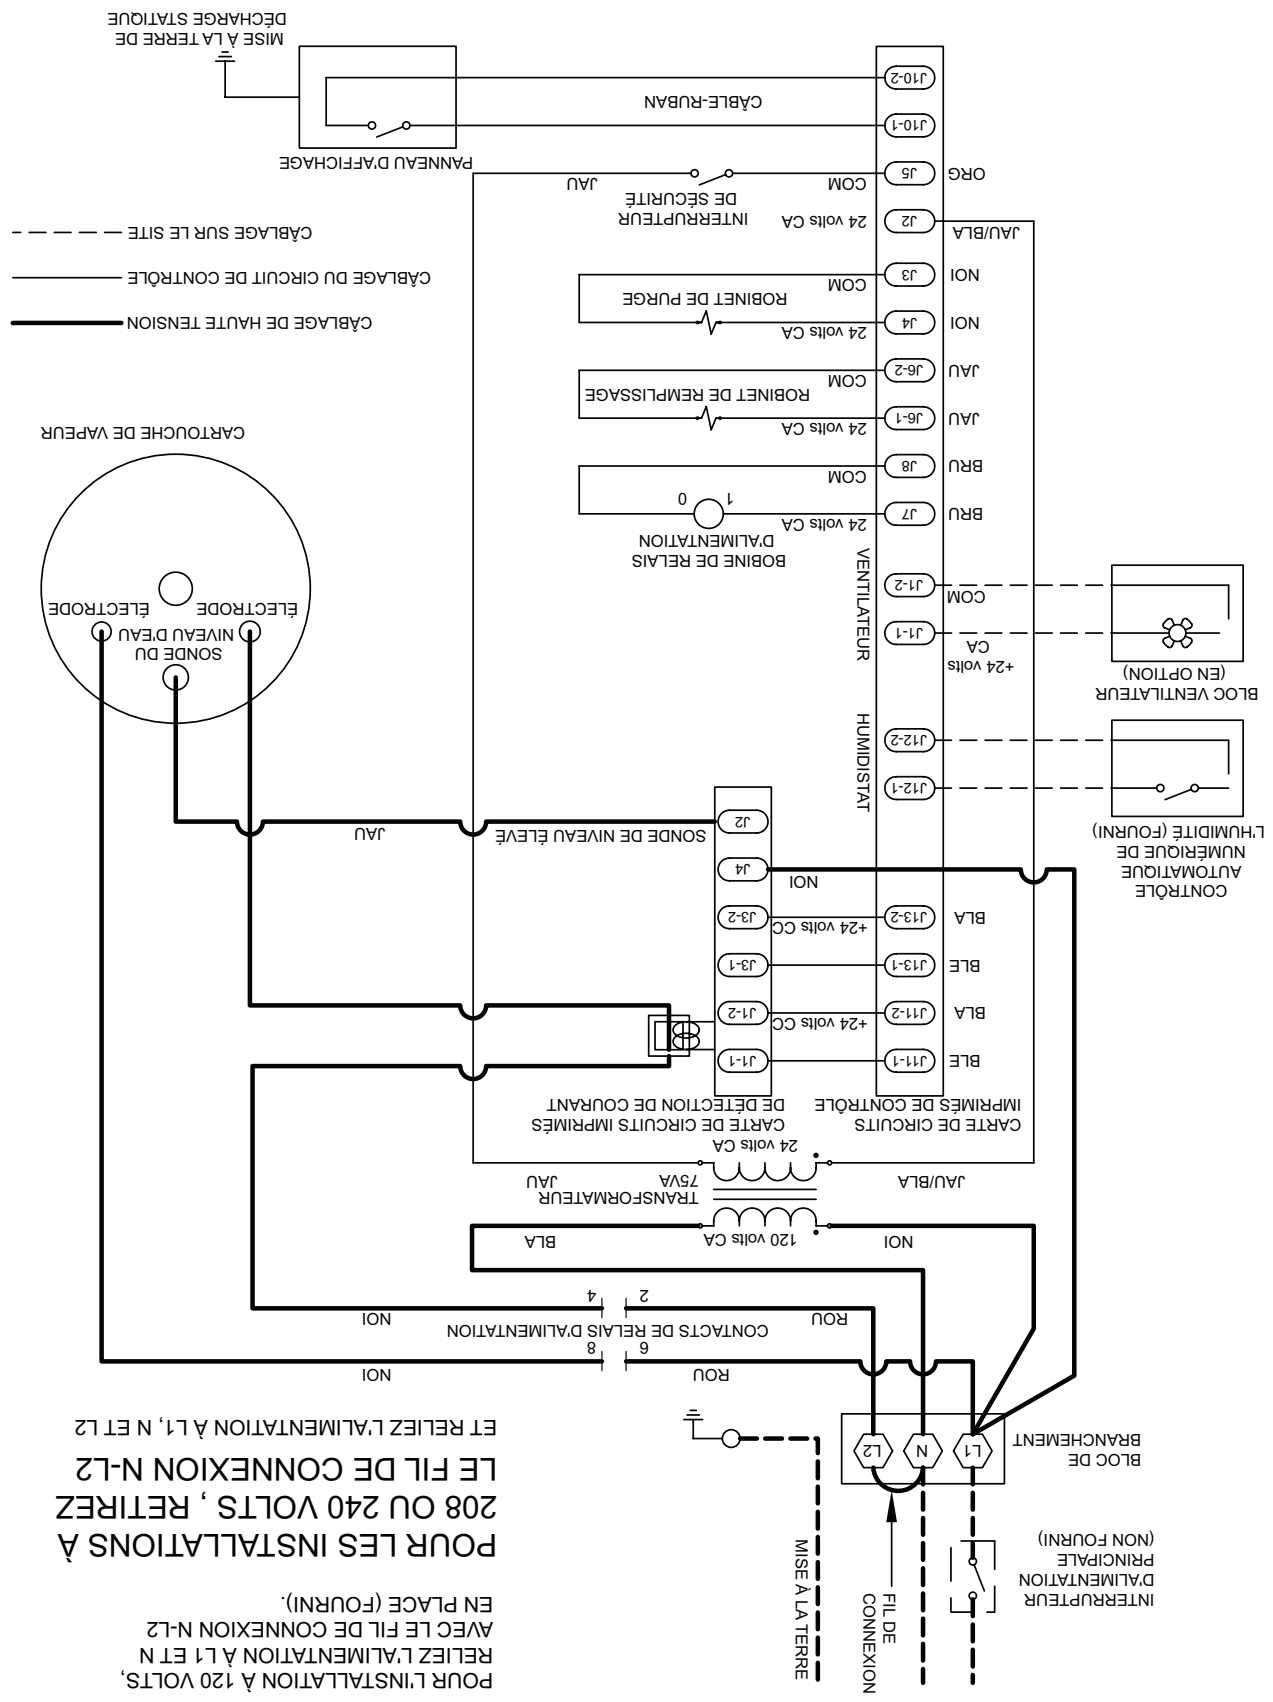 POUR L'INSTALLATION À 120 VOLTS,
RELIEZ L'ALIMENTATION À L1 ET N
AVEC LE FIL DE CONNEXION N-L2
EN PLACE (FOURNI).
POUR LES INSTALLATIONS À
208 OU 240 VOLTS , RETIREZ
LE FIL DE CONNEXION N-L2
ET RELIEZ L'ALIMENTATION À L1, N ET L2
INTERRUPTEUR
D'ALIMENTATION
PRINCIPALE
(NON FOURNI)
FIL DE
CONNEXION
MISE À LA TERRE
BLOC DE
BRANCHEMENT
L1
N
L2
ROU
6
8
NOI
CONTACTS DE RELAIS D'ALIMENTATION
ROU
2
4
NOI
NOI
120 volts CA
BLA
TRANSFORMATEUR
75VA
JAU/BLA
24 volts CA
JAU
CARTE DE CIRCUITS
IMPRIMÉS DE CONTRÔLE
CARTE DE CIRCUITS IMPRIMÉS
DE DÉTECTION DE COURANT
BLE
J11-1
J1-1
BLA
J11-2
+24 volts CC
J1-2
BLE
J13-1
J3-1
BLA
J13-2
+24 volts CC
J3-2
NOI
J4
J2
SONDE DE NIVEAU ÉLEVÉ
JAU
CONTRÔLE
AUTOMATIQUE
NUMÉRIQUE DE
L'HUMIDITÉ (FOURNI)
J12-1
J12-2
HUMIDISTAT
BLOC VENTILATEUR
(EN OPTION)
+24 volts
CA
J1-1
COM
J1-2
VENTILATEUR
SONDE DU
NIVEAU D'EAU
ÉLECTRODE
ÉLECTRODE
CARTOUCHE DE VAPEUR
BOBINE DE RELAIS
D'ALIMENTATION
BRU
J7
24 volts CA
1
0
BRU
J8
COM
JAU
J6-1
24 volts CA
ROBINET DE REMPLISSAGE
JAU
J6-2
COM
NOI
J4
24 volts CA
ROBINET DE PURGE
NOI
J3
COM
JAU/BLA
J2
24 volts CA
INTERRUPTEUR
DE SÉCURITÉ
ORG
J5
COM
JAU
CÂBLAGE DE HAUTE TENSION
CÂBLAGE DU CIRCUIT DE CONTRÔLE
CÂBLAGE SUR LE SITE
PANNEAU D'AFFICHAGE
J10-1
CÂBLE-RUBAN
J10-2
MISE À LA TERRE DE
DÉCHARGE STATIQUE